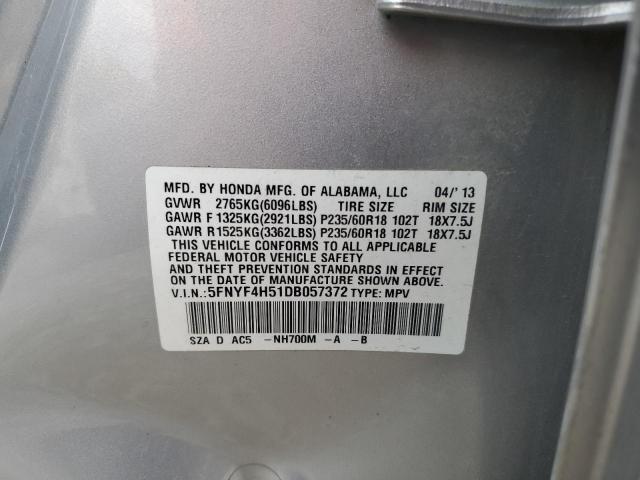 MFD. BY HONDA MFG. OF ALABAMA, LLC 04/'13
GVWR 2765KG(6096LBS) TIRE SIZE RIM SIZE
GAWR F 1325KG(2921LBS) P235/60R18 102T 18X7.5J
GAWR R 1525KG(3362LBS) P235/60R18 102T 18X7.5J
THIS VEHICLE CONFORMS TO ALL APPLICABLE
FEDERAL MOTOR VEHICLE SAFETY
AND THEFT PREVENTION STANDARDS IN EFFECT
ON THE DATE OF MANUFACTURE SHOWN ABOVE.
V.I.N.: 5FNYF4H51DB057372 TYPE: MPV
SZA D AC5 -NH700M -A -B